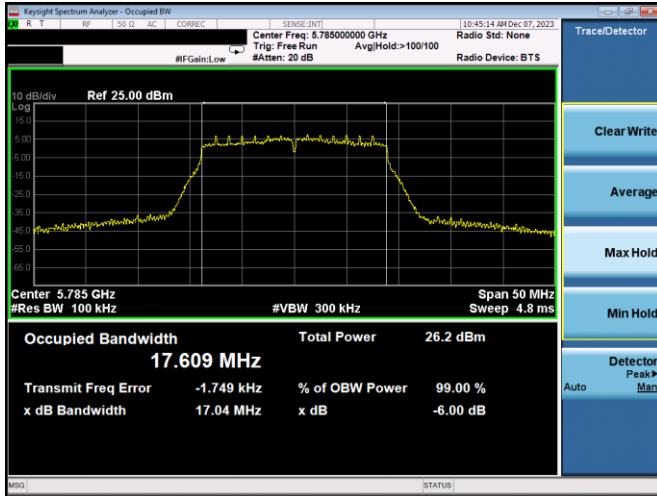 Keysight Spectrum Analyzer - Occupied BW
R T RF 50 Ω AC CORREC SENSE:INT 10:45:14 AM Dec 07, 2023
Center Freq: 5.785000000 GHz Radio Std: None
Trig: Free Run Avg|Hold:>100/100
#IFGain:Low #Atten: 20 dB Radio Device: BTS
Trace/Detector
10 dB/div Ref 25.00 dBm
Log
15.0
5.00
-5.00
-15.0
-25.0
-35.0
-45.0
-55.0
-65.0
Center 5.785 GHz Span 50 MHz
#Res BW 100 kHz #VBW 300 kHz Sweep 4.8 ms
Occupied Bandwidth Total Power 26.2 dBm
17.609 MHz
Transmit Freq Error -1.749 kHz % of OBW Power 99.00 %
x dB Bandwidth 17.04 MHz x dB -6.00 dB
Clear Write
Average
Max Hold
Min Hold
Detector
Peak▶
Auto Man
MSG STATUS